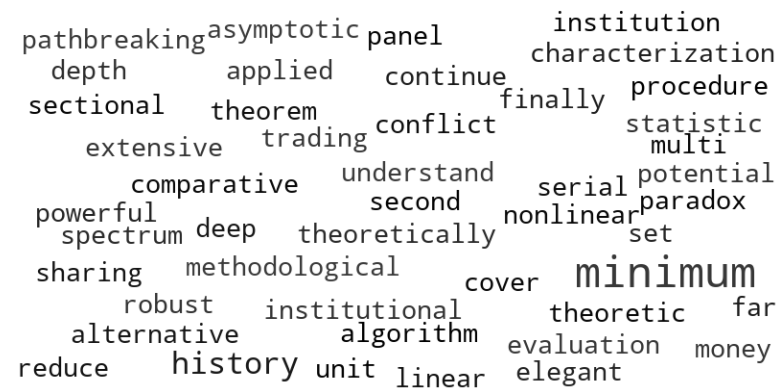 institution
pathbreaking asymptotic panel
characterization
depth applied continue
procedure
sectional theorem finally
trading conflict statistic
extensive multi
understand potential
comparative serial
second paradox
powerful nonlinear
spectrum deep theoretically set
sharing methodological minimum
cover
robust institutional theoretic far
alternative algorithm
evaluation money
reduce history unit linear elegant